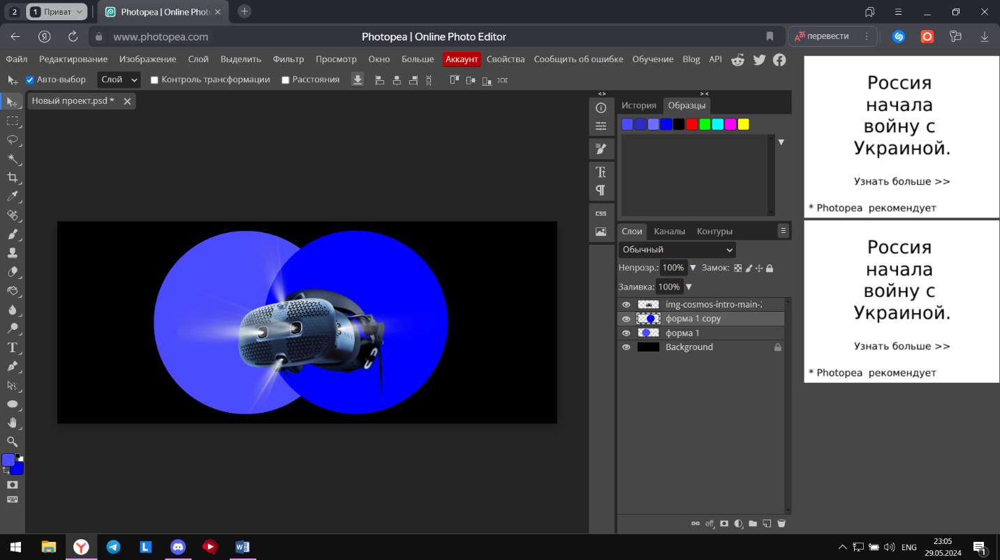 2 1 Приват Photopea | Online Photo
www.photopea.com Photopea | Online Photo Editor перевести
Файл Редактирование Изображение Слой Выделить Фильтр Просмотр Окно Больше Аккаунт Свойства Сообщить об ошибке Обучение Blog API
Авто-выбор Слой Контроль трансформации Расстояния
Новый проект.psd *
История Образцы
CSS
Слои Каналы Контуры
Обычный
Непрозр.: 100% Замок:
Заливка: 100%
img-cosmos-intro-main-2
форма 1 copy
форма 1
Background
eff
Россия
начала
войну с
Украиной.
Узнать больше >>
* Photopea рекомендует
Россия
начала
войну с
Украиной.
Узнать больше >>
* Photopea рекомендует
ENG
23:05
29.05.2024
1